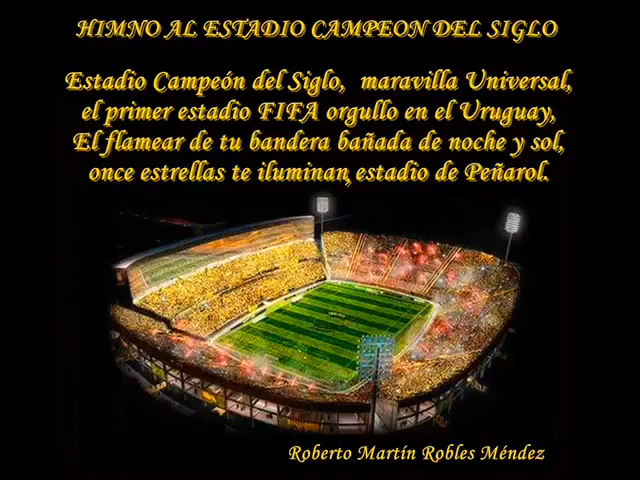 HIMNO AL ESTADIO CAMPEON DEL SIGLO
Estadio Campeón del Siglo, maravilla Universal,
el primer estadio FIFA orgullo en el Uruguay,
El flamear de tu bandera bañada de noche y sol,
once estrellas te iluminan, estadio de Peñarol.
Roberto Martín Robles Méndez